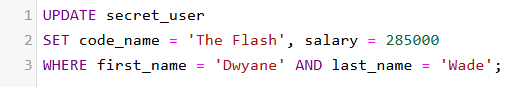 1 UPDATE secret_user
2 SET code_name = 'The Flash', salary = 285000
3 WHERE first_name = 'Dwyane' AND last_name = 'Wade';